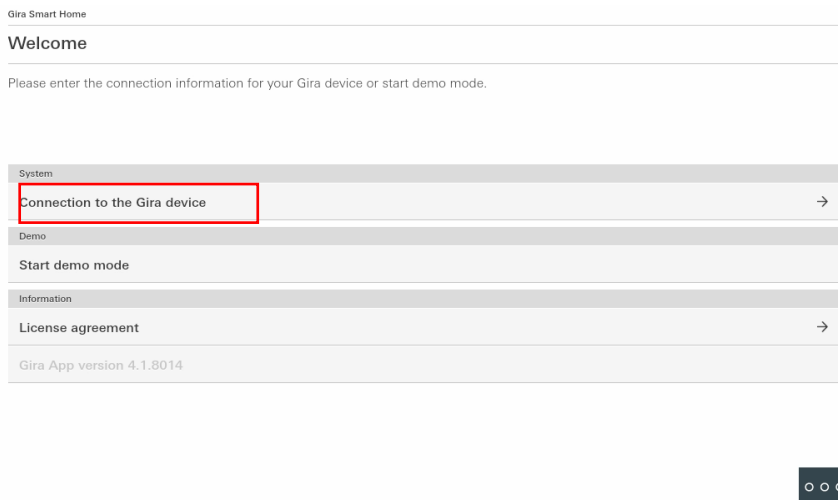 Gira Smart Home
Welcome
Please enter the connection information for your Gira device or start demo mode.
System
Connection to the Gira device
Demo
Start demo mode
Information
License agreement
Gira App version 4.1.8014